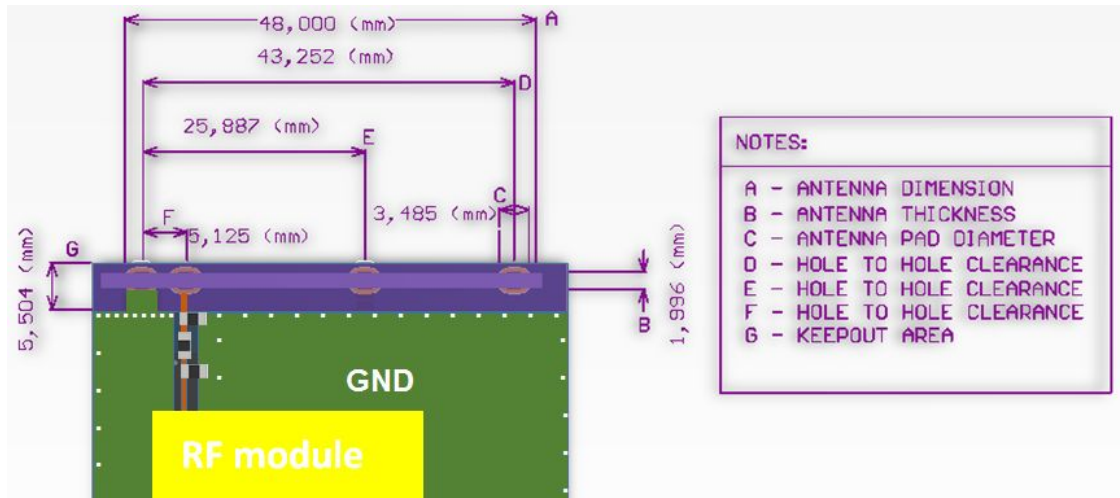 48,000 (mm)
A
43,252 (mm)
D
25,887 (mm)
E
C
3,485 (mm)
F
5,125 (mm)
G
5,504 (mm)
B
1,996 (mm)
GND
RF module
NOTES:
A - ANTENNA DIMENSION
B - ANTENNA THICKNESS
C - ANTENNA PAD DIAMETER
D - HOLE TO HOLE CLEARANCE
E - HOLE TO HOLE CLEARANCE
F - HOLE TO HOLE CLEARANCE
G - KEEPOUT AREA